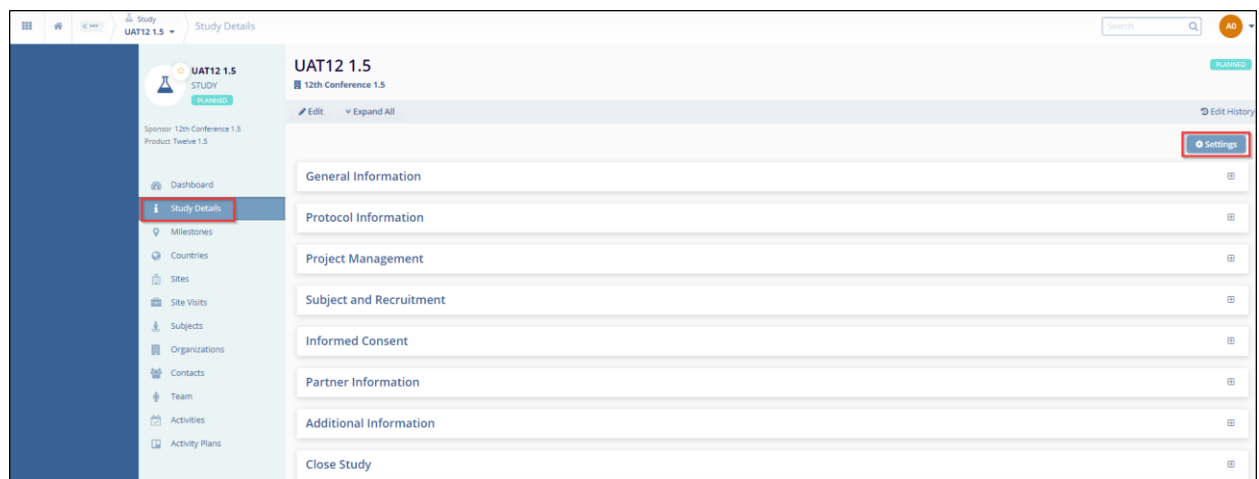 Study
UAT12 1.5
Study Details
Search
AO
UAT12 1.5
STUDY
PLANNED
Sponsor 12th Conference 1.5
Product Twelve 1.5
Dashboard
Study Details
Milestones
Countries
Sites
Site Visits
Subjects
Organizations
Contacts
Team
Activities
Activity Plans
UAT12 1.5
PLANNED
12th Conference 1.5
Edit
Expand All
Edit History
Settings
General Information
Protocol Information
Project Management
Subject and Recruitment
Informed Consent
Partner Information
Additional Information
Close Study